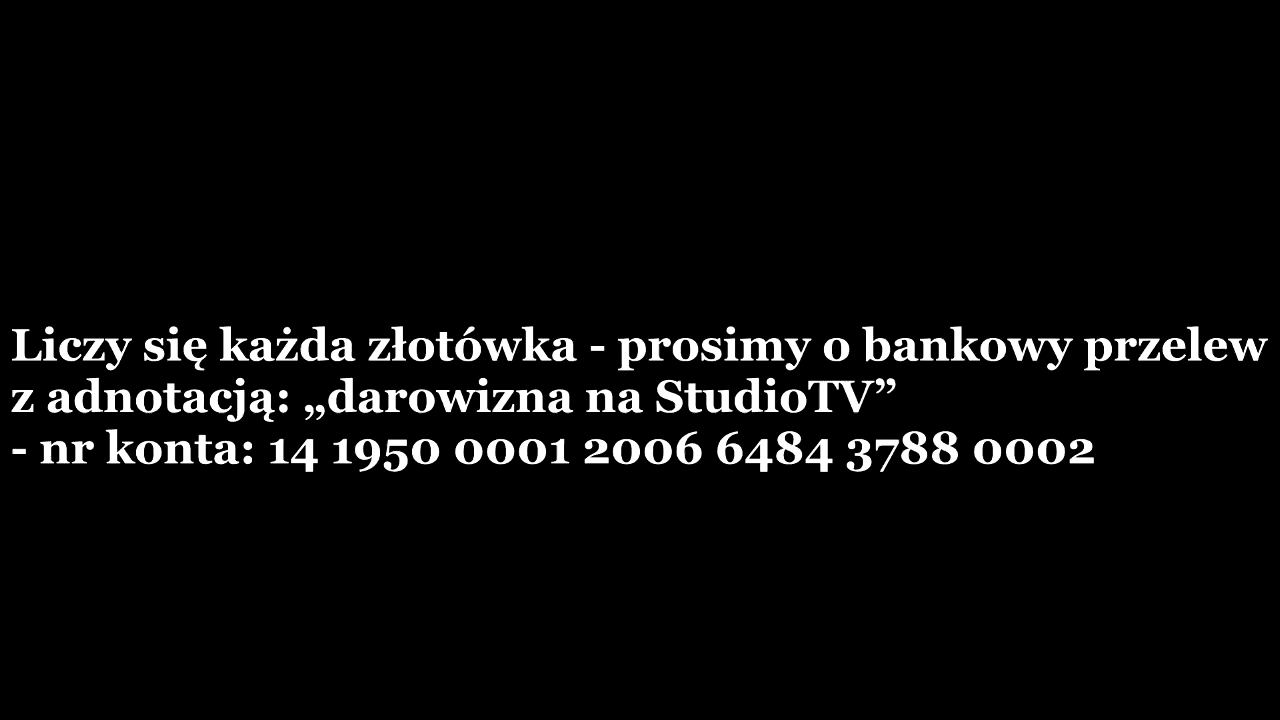 Liczy się każda złotówka - prosimy o bankowy przelew
z adnotacją: „darowizna na StudioTV”
- nr konta: 14 1950 0001 2006 6484 3788 0002